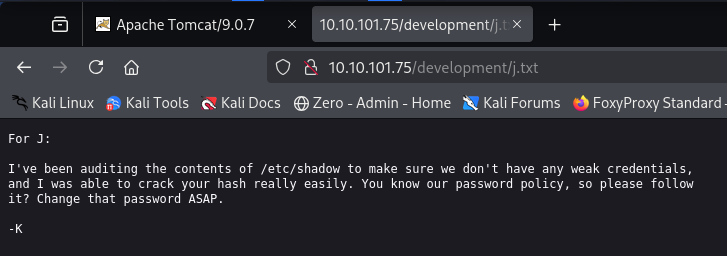 Apache Tomcat/9.0.7
10.10.101.75/development/j.t
10.10.101.75/development/j.txt
Kali Linux Kali Tools Kali Docs Zero - Admin - Home Kali Forums FoxyProxy Standard
For J:
I've been auditing the contents of /etc/shadow to make sure we don't have any weak credentials,
and I was able to crack your hash really easily. You know our password policy, so please follow
it? Change that password ASAP.
-K